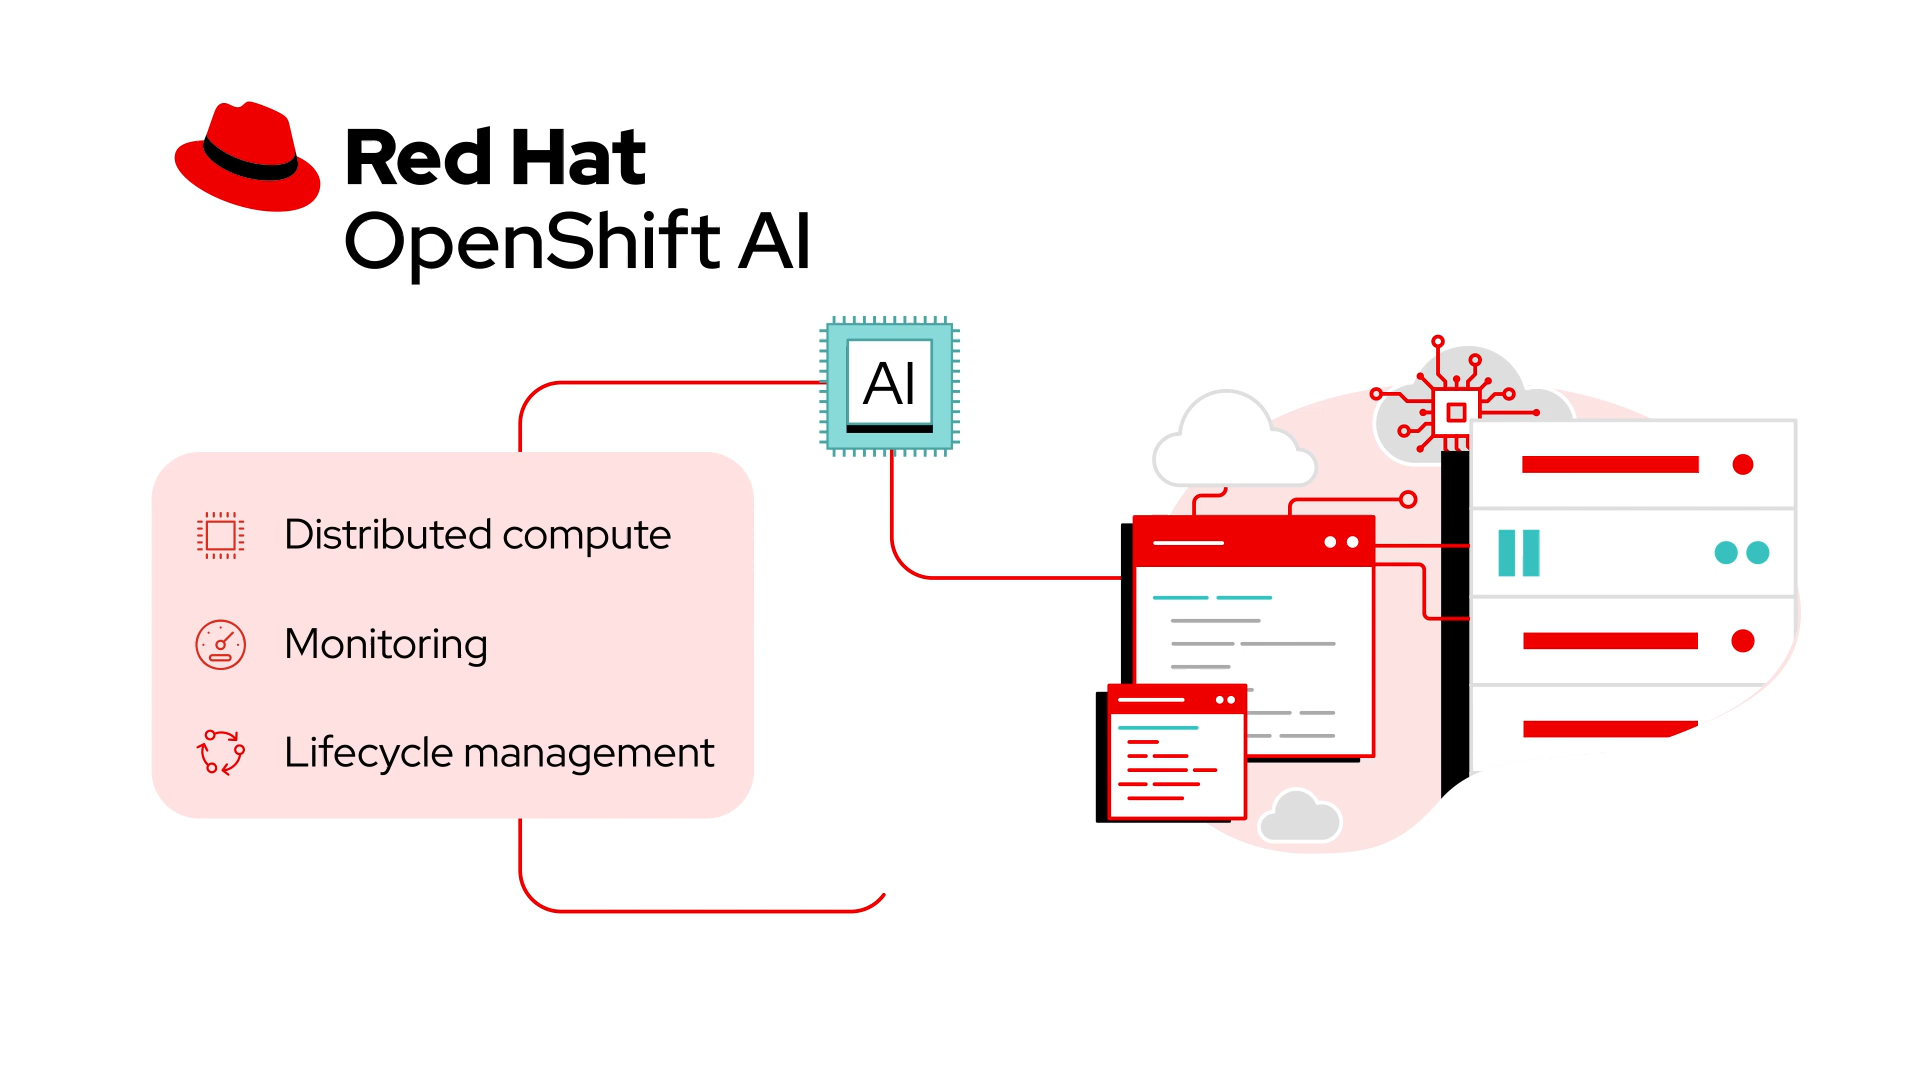 Red Hat
OpenShift AI
AI
Distributed compute
Monitoring
Lifecycle management